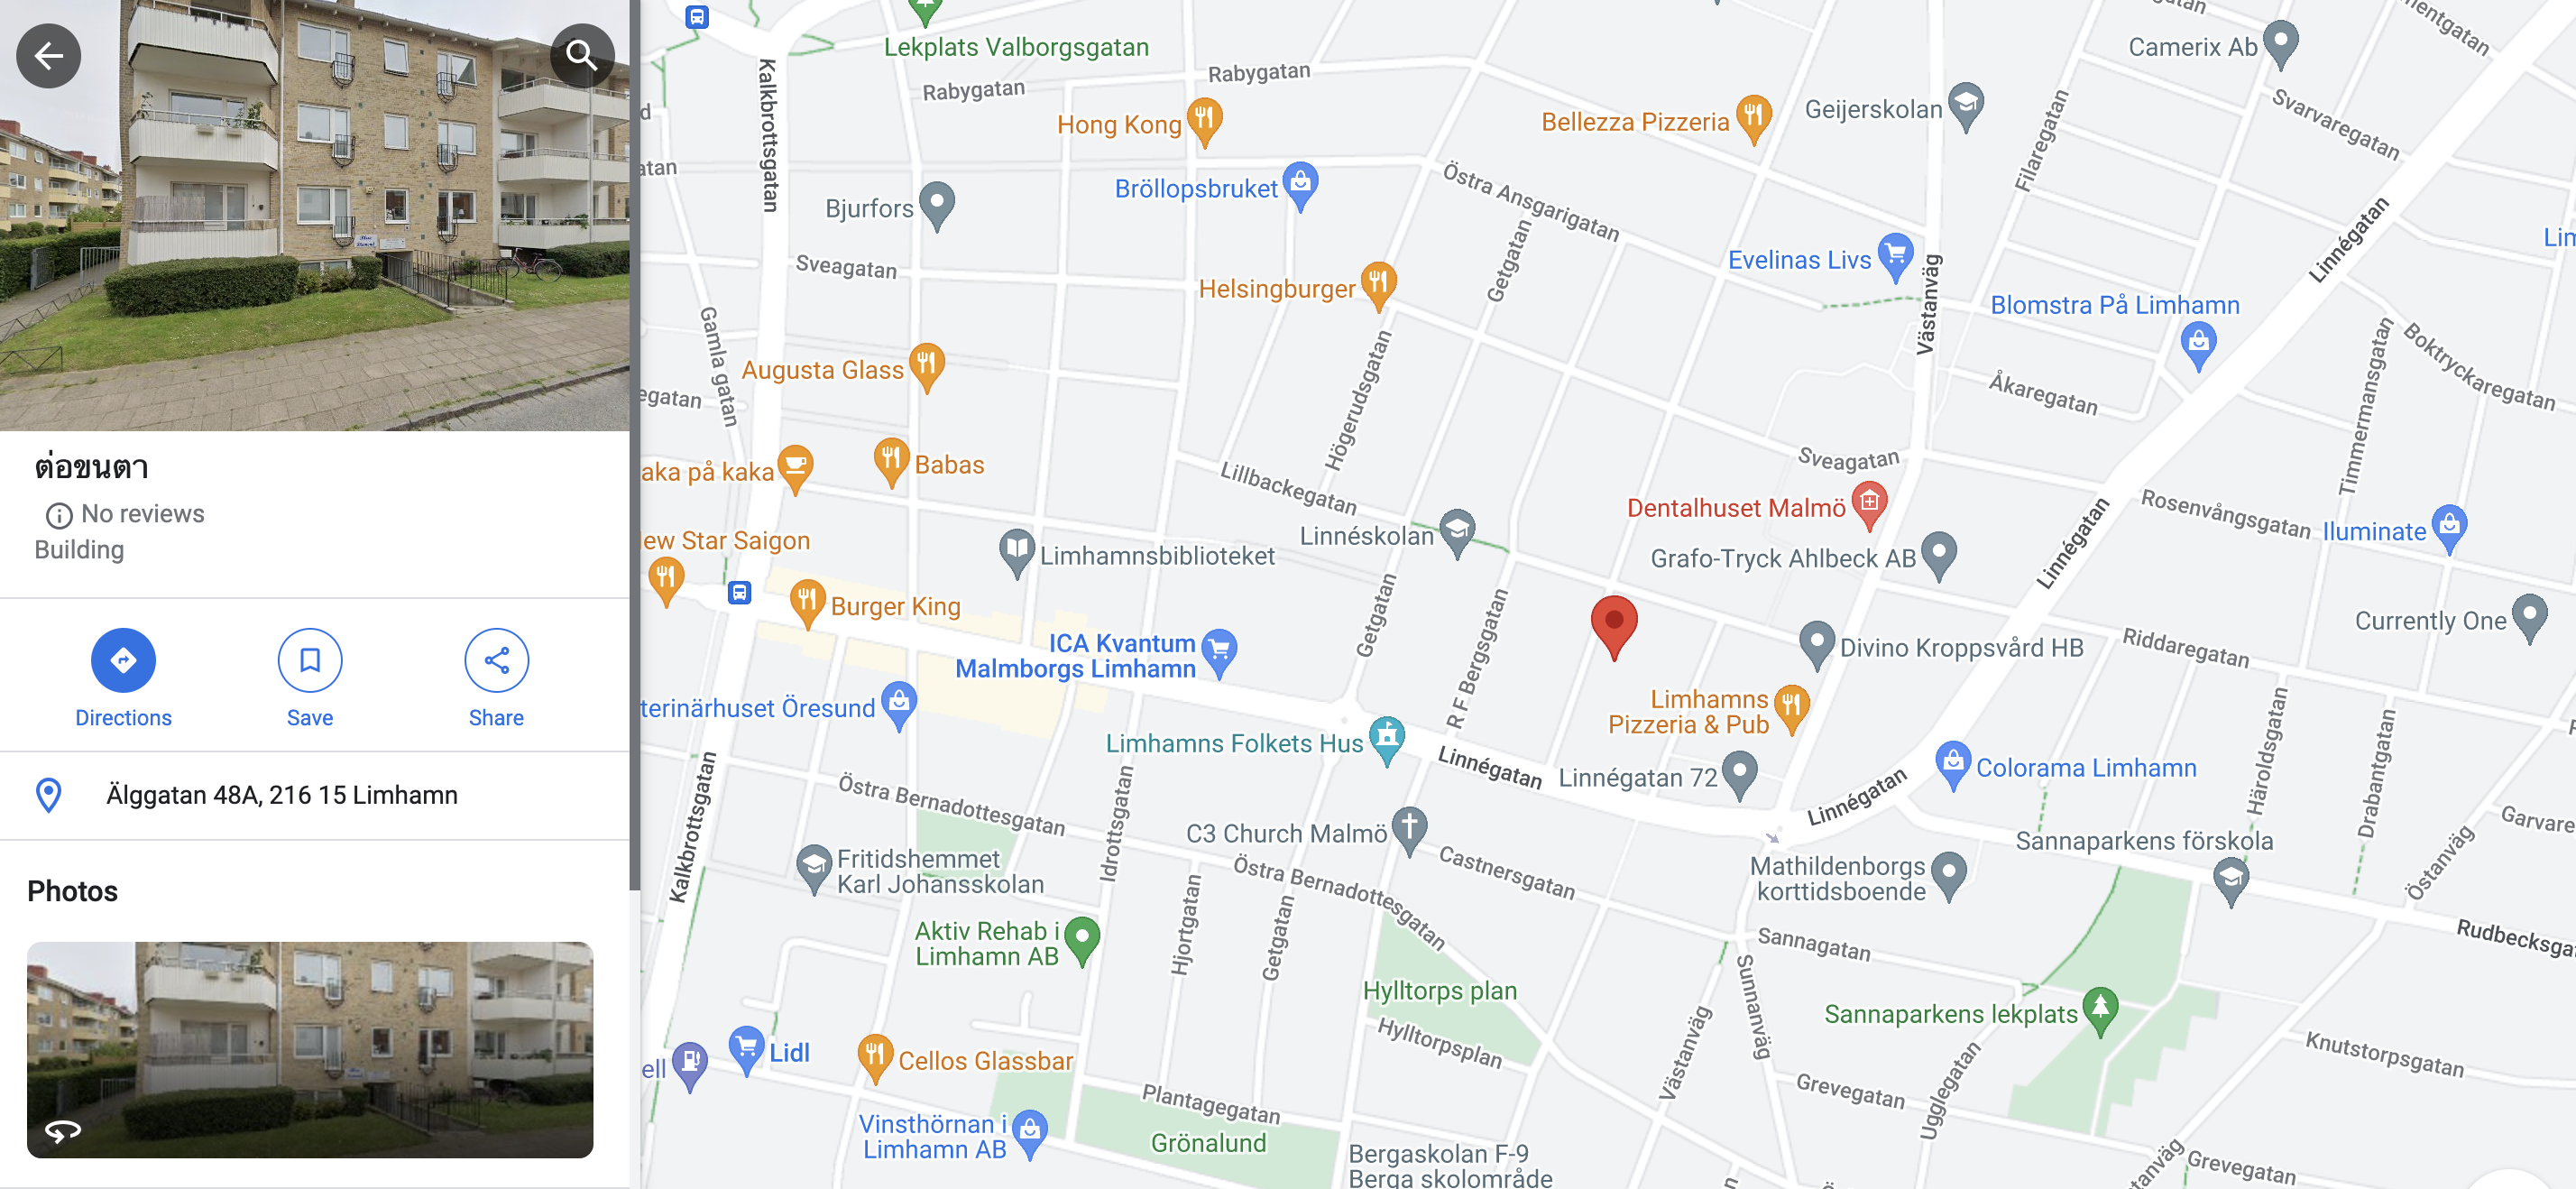 ต่อขนตา
No reviews
Building
Directions
Save
Share
Älggatan 48A, 216 15 Limhamn
Photos
Lekplats Valborgsgatan
Rabygatan
Rabygatan
Kalkbrottsgatan
Hong Kong
Bellezza Pizzeria
Geijerskolan
Camerix Ab
Svarvaregatan
Filaregatan
Linnégatan
atan
Bjurfors
Bröllopsbruket
Östra Ansgarigatan
Getgatan
Evelinas Livs
Västanväg
Sveagatan
Helsingburger
Blomstra På Limhamn
Boktryckaregatan
Timmermansgatan
Gamla gatan
Augusta Glass
egatan
Högerudsgatan
Åkaregatan
aka på kaka
Babas
Lillbackegatan
Sveagatan
Dentalhuset Malmö
Rosenvångsgatan
Iluminate
Linnéskolan
Linnégatan
ew Star Saigon
Limhamnsbiblioteket
Grafo-Tryck Ahlbeck AB
Burger King
Getgatan
R F Bergsgatan
Currently One
ICA Kvantum
Malmborgs Limhamn
Divino Kroppsvård HB
Riddaregatan
terinärhuset Öresund
Limhamns
Pizzeria & Pub
Limhamns Folkets Hus
Linnégatan
Linnégatan 72
Linnégatan
Colorama Limhamn
Häroldsgatan
Drabantgatan
Östra Bernadottesgatan
Idrottsgatan
Kalkbrottsgatan
C3 Church Malmö
Castnersgatan
Sannaparkens förskola
Garvare
Östanväg
Fritidshemmet
Karl Johansskolan
Östra Bernadottesgatan
Mathildenborgs
korttidsboende
Hjortgatan
Getgatan
Aktiv Rehab i
Limhamn AB
Sannagatan
Rudbecksga
Sunnanväg
Hylltorps plan
Hylltorpsplan
Sannaparkens lekplats
Västanväg
ell
Lidl
Cellos Glassbar
Knutstorpsgatan
Ugglegatan
Grevegatan
Plantagegatan
Vinsthörnan i
Limhamn AB
Grönalund
Bergaskolan F-9
Berga skolområde
Grevegatan
tanväg